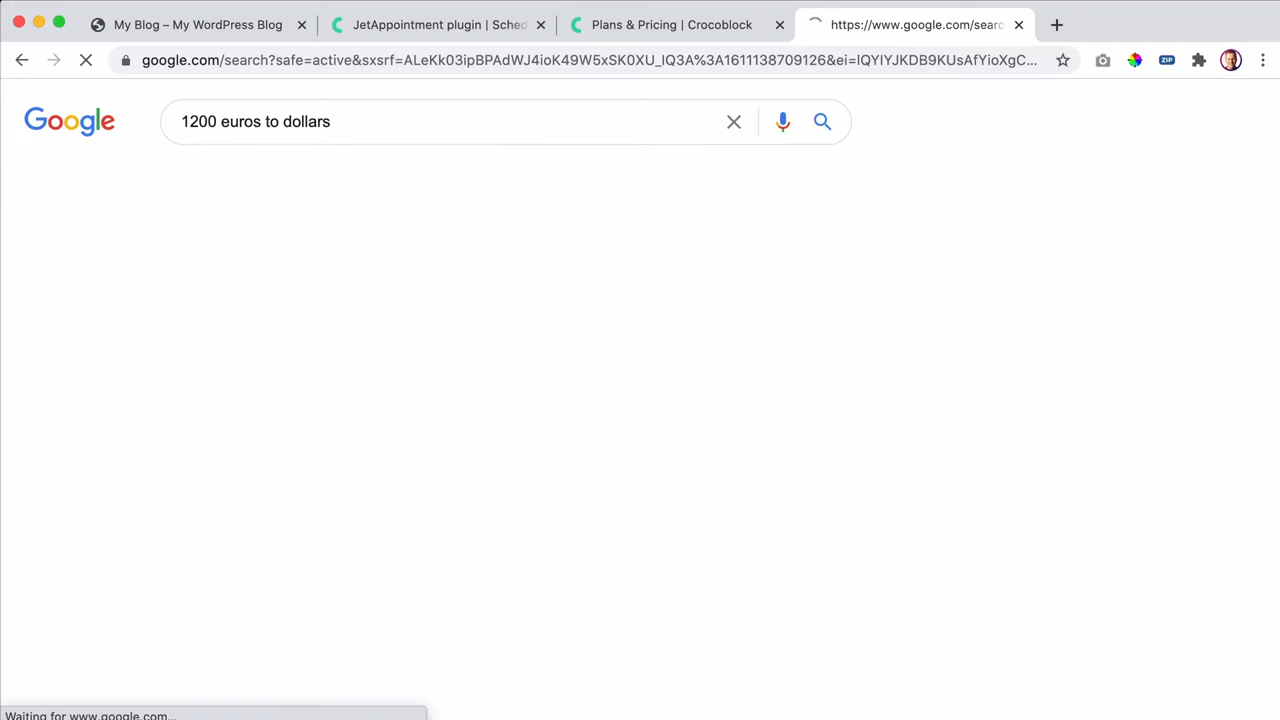 My Blog – My WordPress Blog
JetAppointment plugin | Sched
Plans & Pricing | Crocoblock
https://www.google.com/searc
google.com/search?safe=active&sxsrf=ALeKk03ipBPAdWJ4ioK49W5xSK0XU_IQ3A%3A1611138709126&ei=lQYIYJKDB9KUsAfYioXgC...
ZIP
Google
1200 euros to dollars
Waiting for www.google.com...